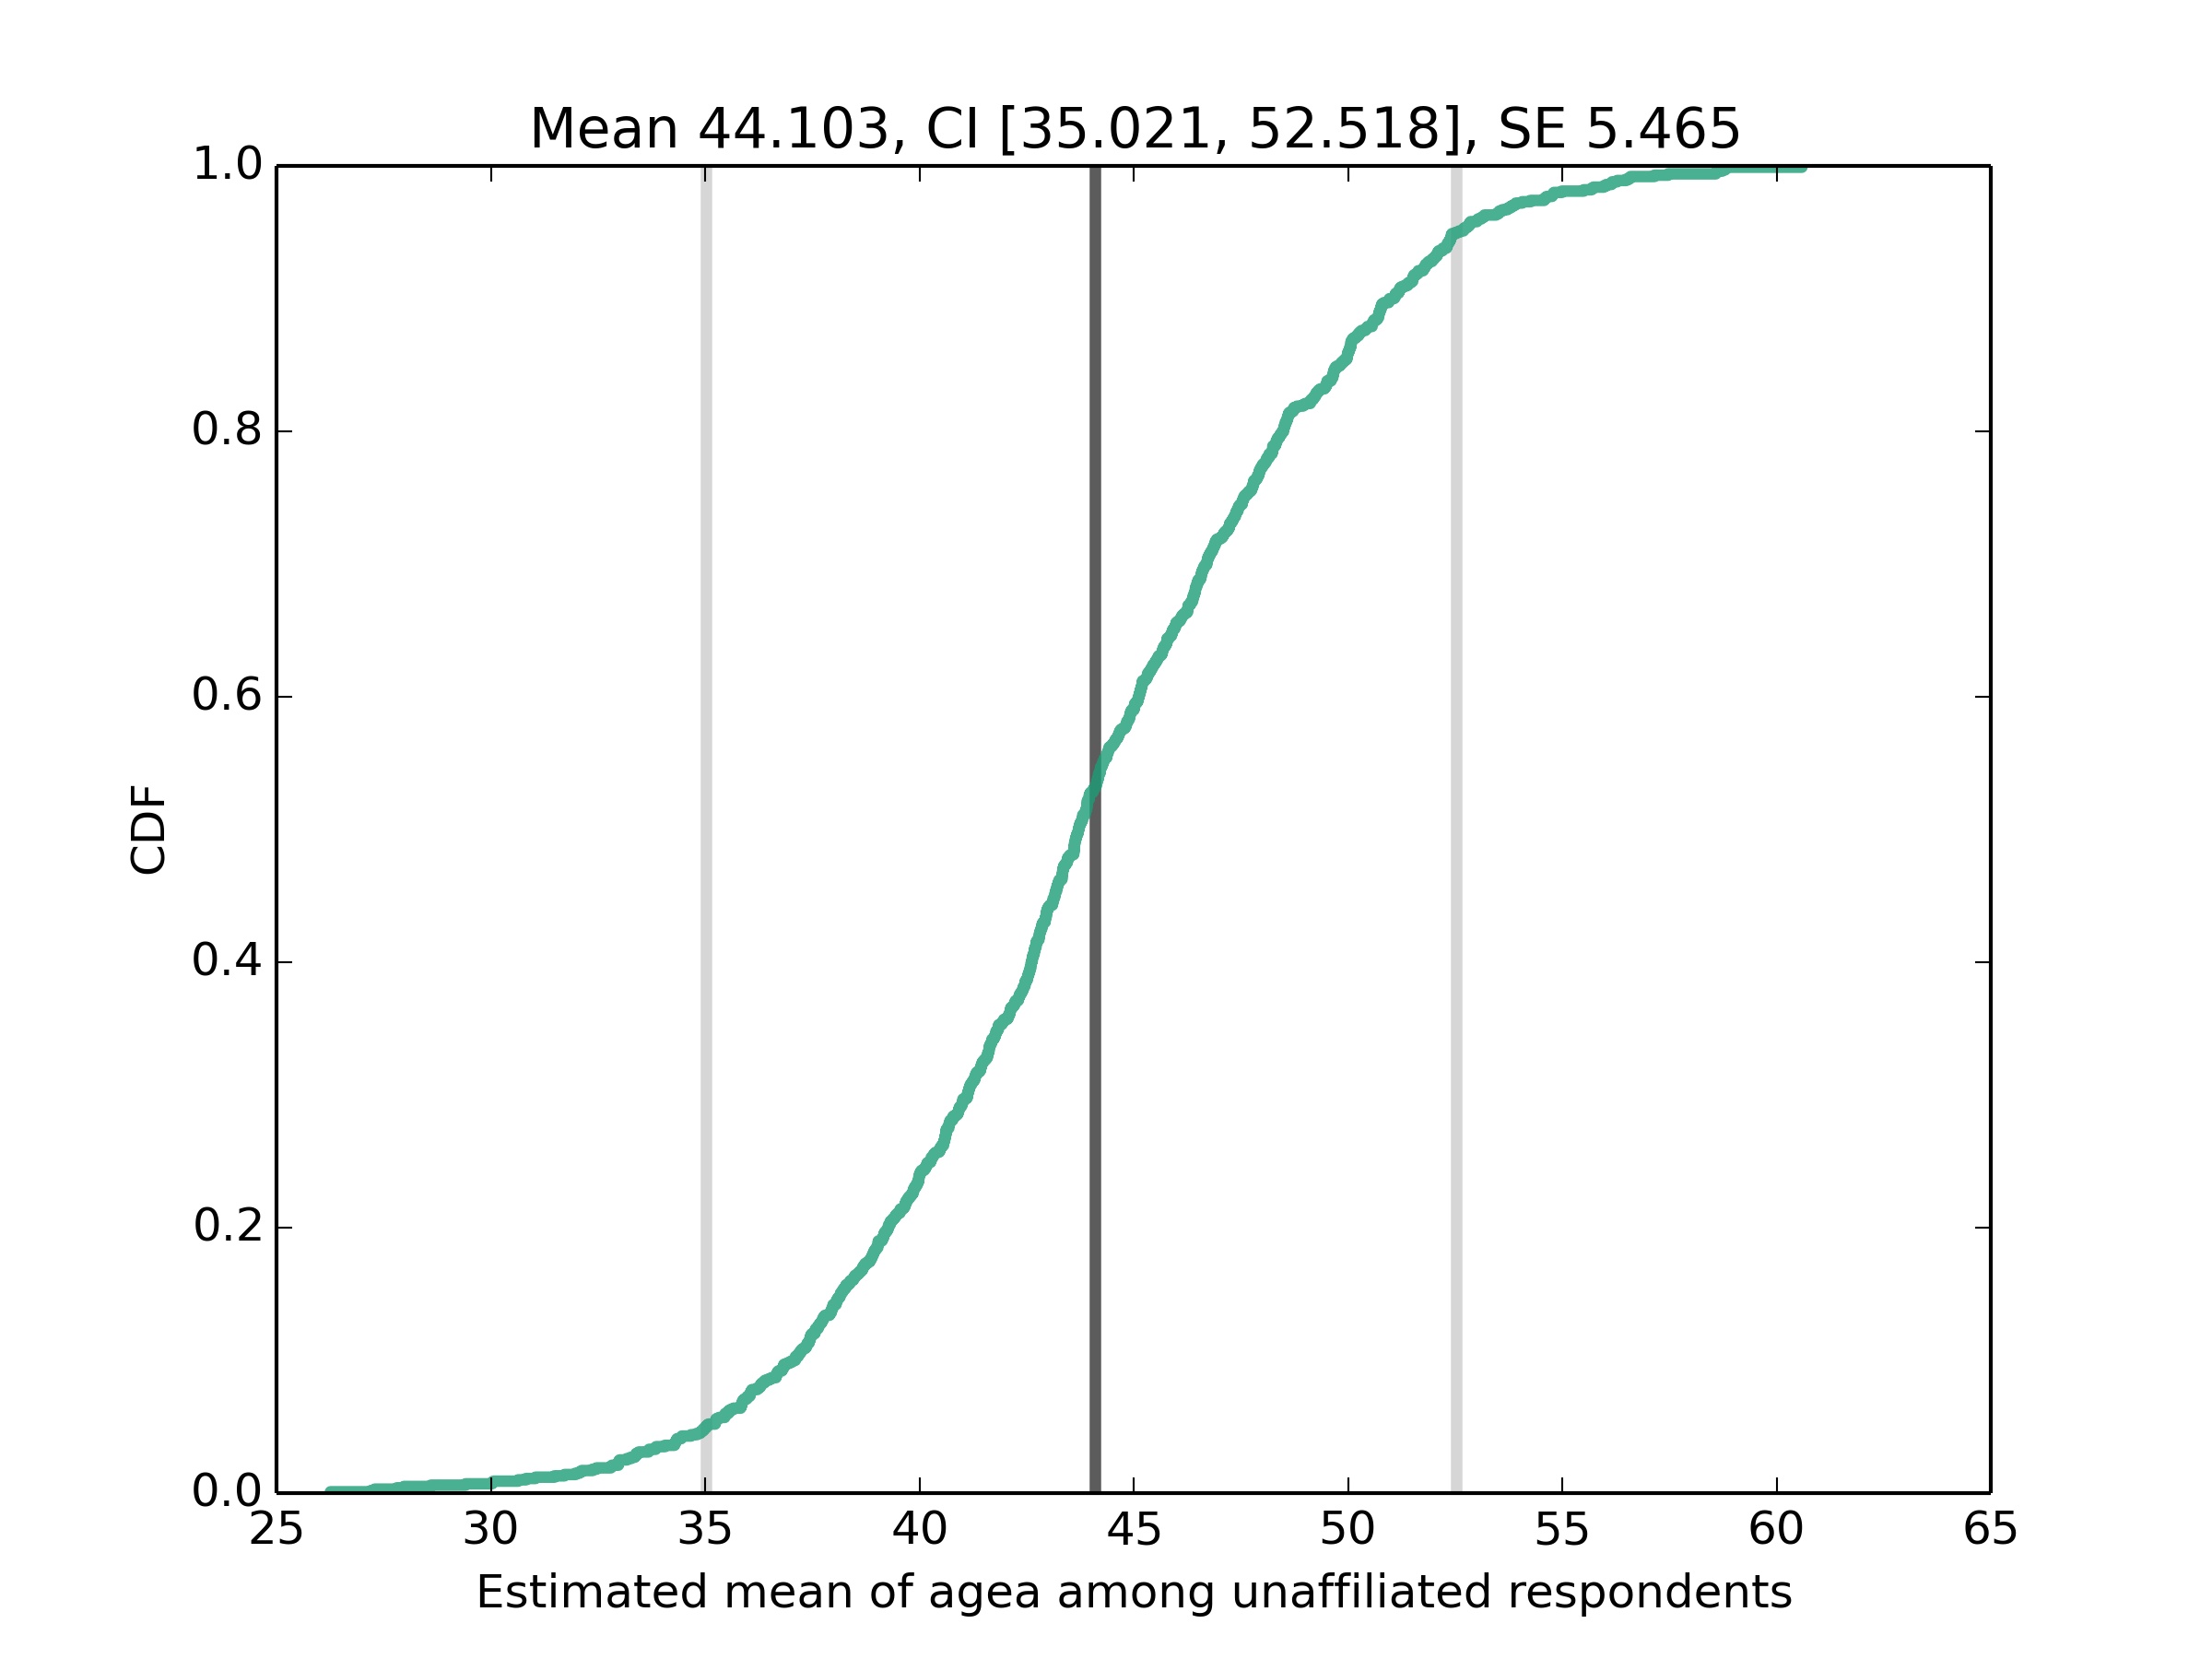 Mean 44.103, CI [35.021, 52.518], SE 5.465
1.0
0.8
0.6
0.4
0.2
0.0
CDF
25 30 35 40 45 50 55 60 65
Estimated mean of agea among unaffiliated respondents